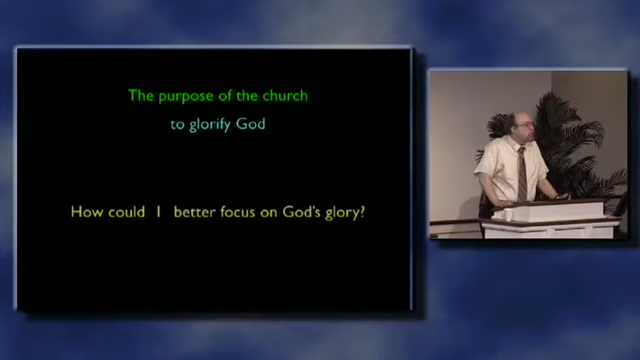 The purpose of the church
to glorify God
How could I better focus on God's glory?